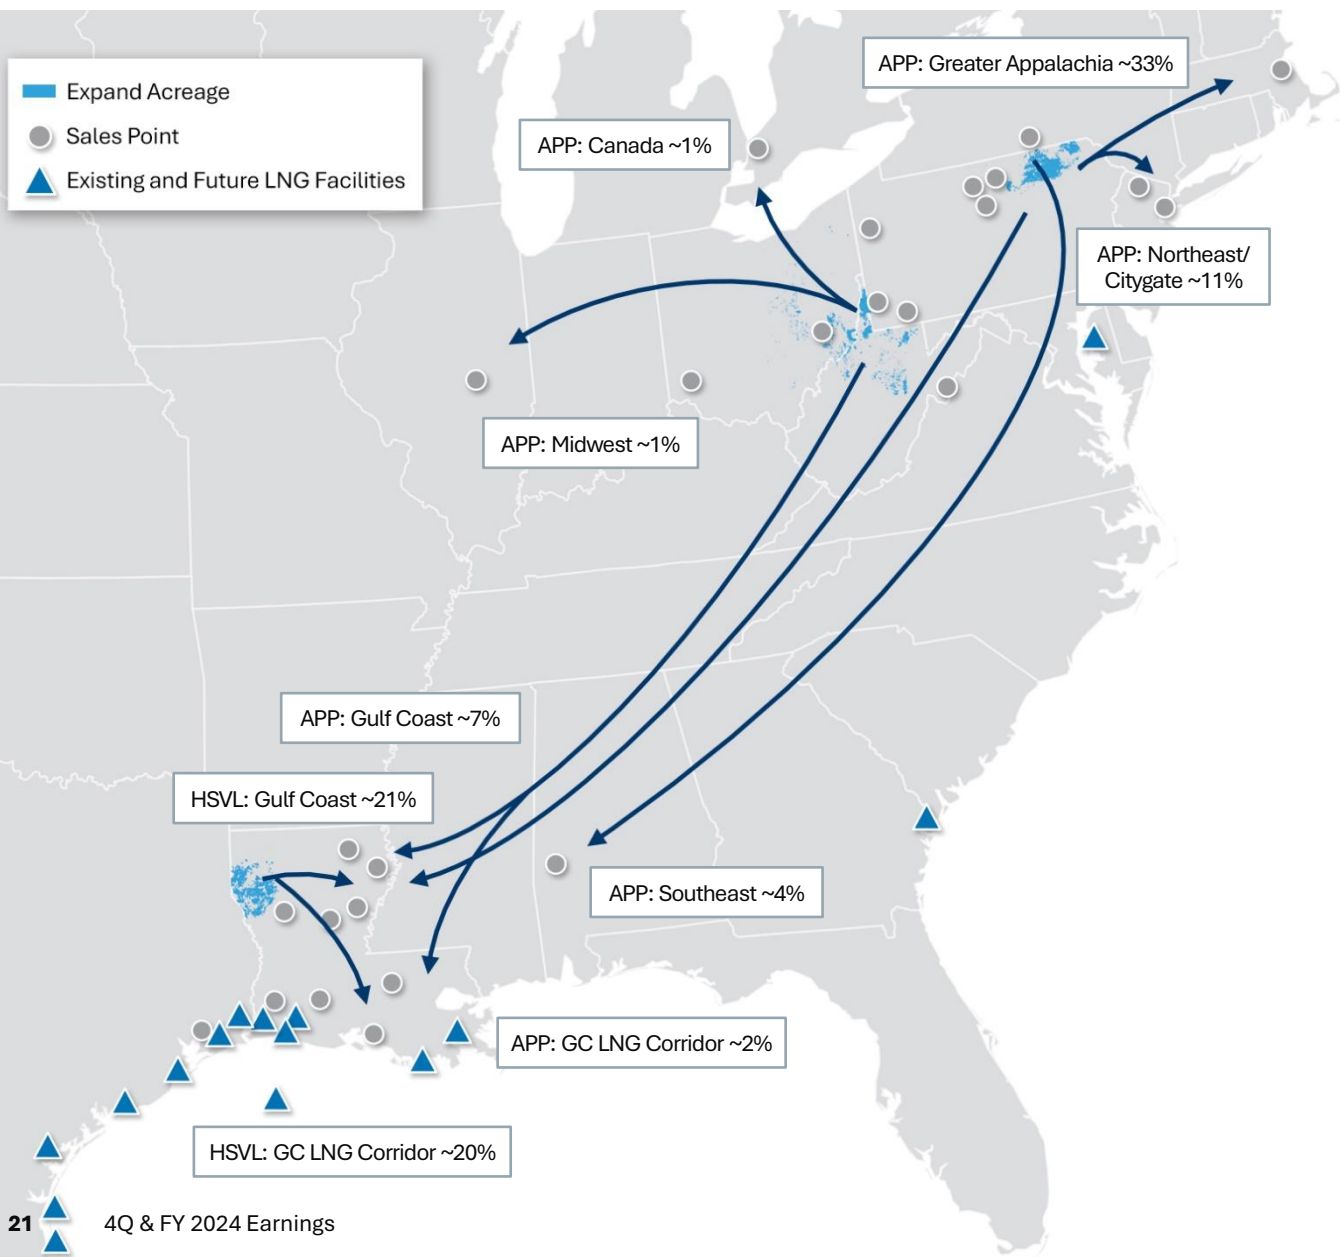 Expand Acreage
Sales Point
Existing and Future LNG Facilities
APP: Greater Appalachia ~33%
APP: Canada ~1%
APP: Northeast/
Citygate ~11%
APP: Midwest ~1%
APP: Gulf Coast ~7%
HSVL: Gulf Coast ~21%
APP: Southeast ~4%
APP: GC LNG Corridor ~2%
HSVL: GC LNG Corridor ~20%
21
4Q & FY 2024 Earnings